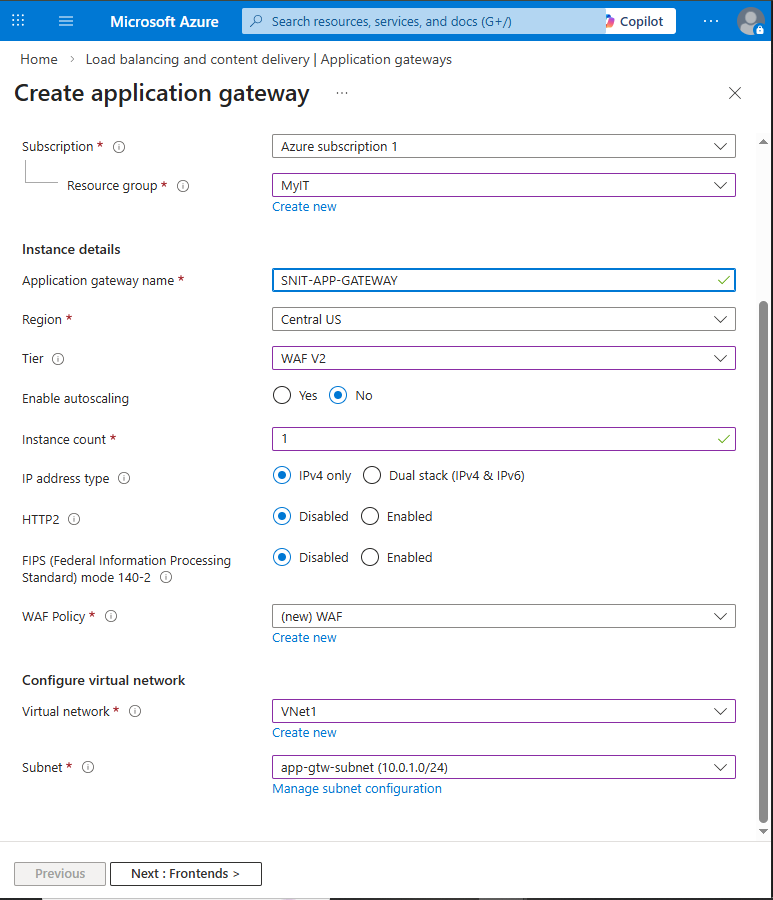 Microsoft Azure
Search resources, services, and docs (G+/)
Copilot
Home > Load balancing and content delivery | Application gateways
Create application gateway ...
Subscription * Azure subscription 1
Resource group * MyIT
Create new
Instance details
Application gateway name * SNIT-APP-GATEWAY
Region * Central US
Tier WAF V2
Enable autoscaling Yes No
Instance count * 1
IP address type IPv4 only Dual stack (IPv4 & IPv6)
HTTP2 Disabled Enabled
FIPS (Federal Information Processing
Standard) mode 140-2 Disabled Enabled
WAF Policy * (new) WAF
Create new
Configure virtual network
Virtual network * VNet1
Create new
Subnet * app-gtw-subnet (10.0.1.0/24)
Manage subnet configuration
Previous
Next : Frontends >